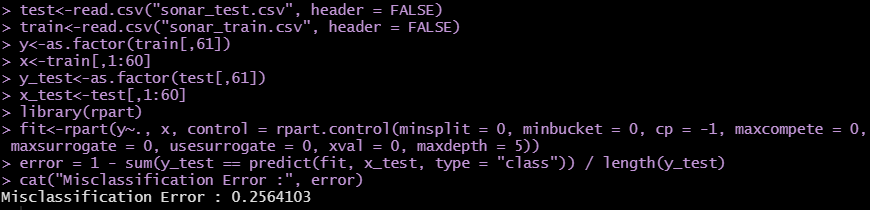 > test<-read.csv("sonar_test.csv", header = FALSE)
> train<-read.csv("sonar_train.csv", header = FALSE)
> y<-as.factor(train[,61])
> x<-train[,1:60]
> y_test<-as.factor(test[,61])
> x_test<-test[,1:60]
> library(rpart)
> fit<-rpart(y~., x, control = rpart.control(minsplit = 0, minbucket = 0, cp = -1, maxcompete = 0,
 maxsurrogate = 0, usesurrogate = 0, xval = 0, maxdepth = 5))
> error = 1 - sum(y_test == predict(fit, x_test, type = "class")) / length(y_test)
> cat("Misclassification Error :", error)
Misclassification Error : 0.2564103